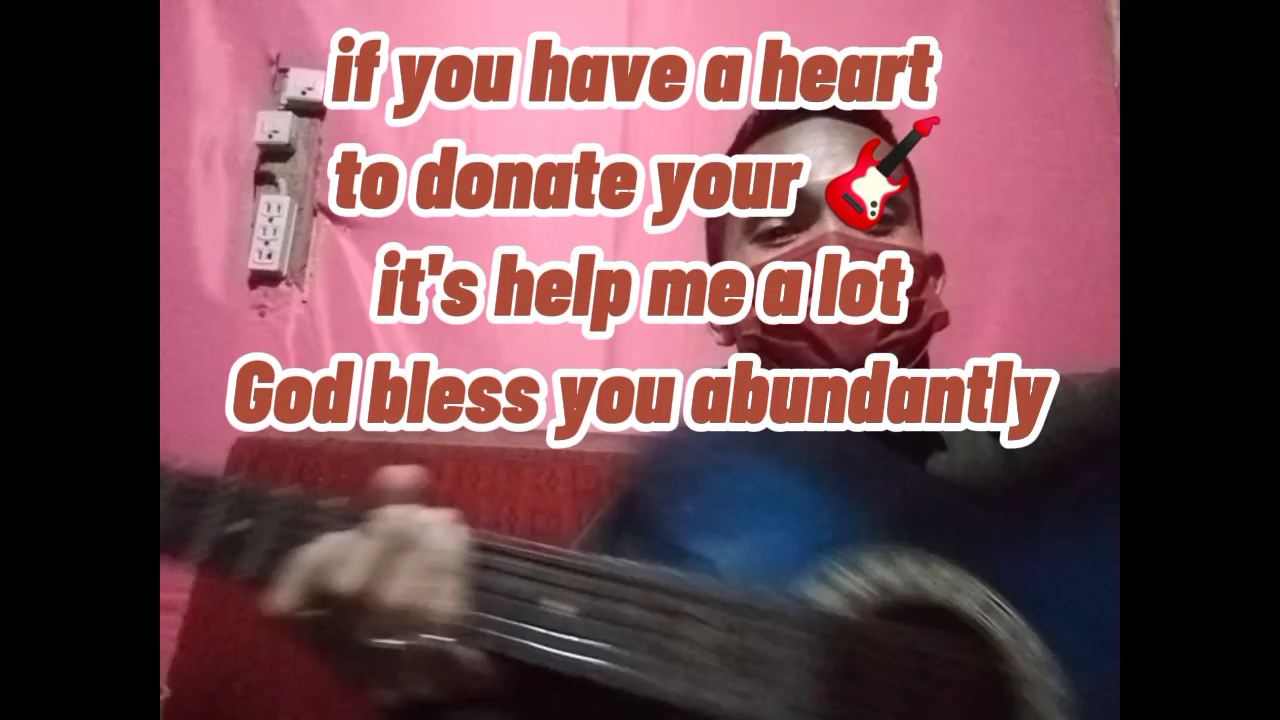 if you have a heart
to donate your 🎸
it's help me a lot
God bless you abundantly